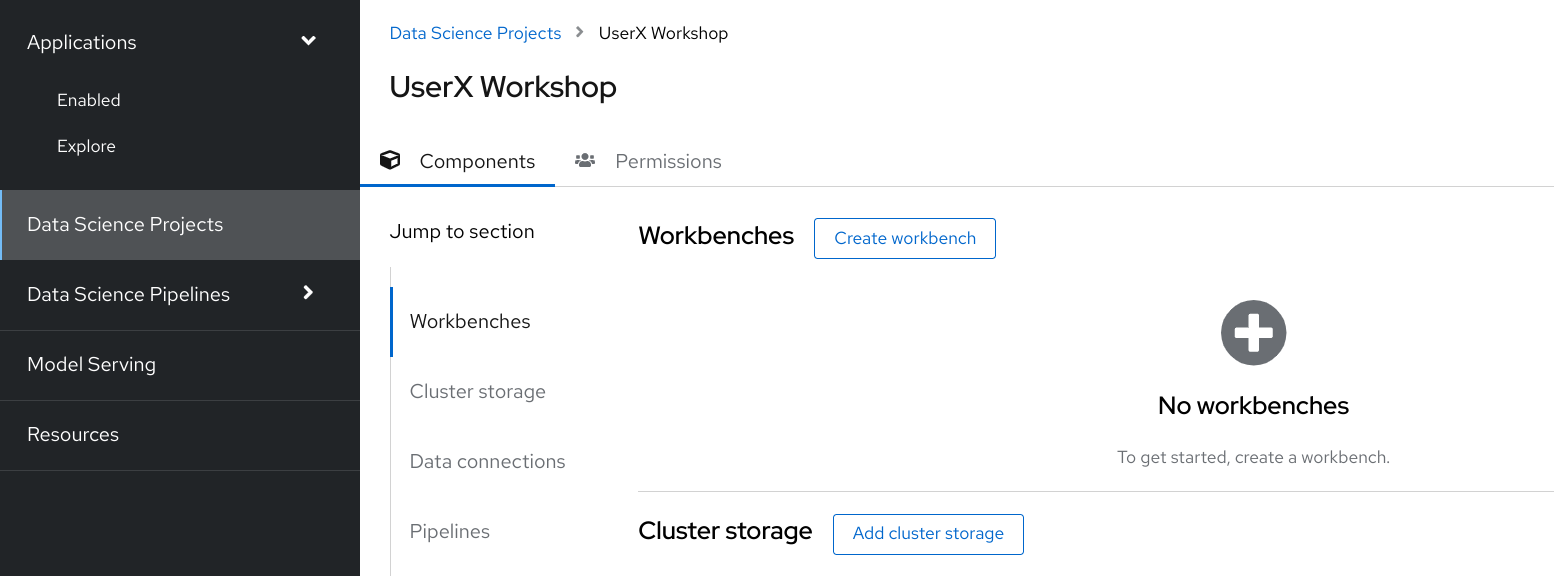 Applications
Enabled
Explore
Data Science Projects
Data Science Pipelines
Model Serving
Resources
Data Science Projects > UserX Workshop
UserX Workshop
Components
Permissions
Jump to section
Workbenches
Cluster storage
Data connections
Pipelines
Workbenches
Create workbench
No workbenches
To get started, create a workbench.
Cluster storage
Add cluster storage